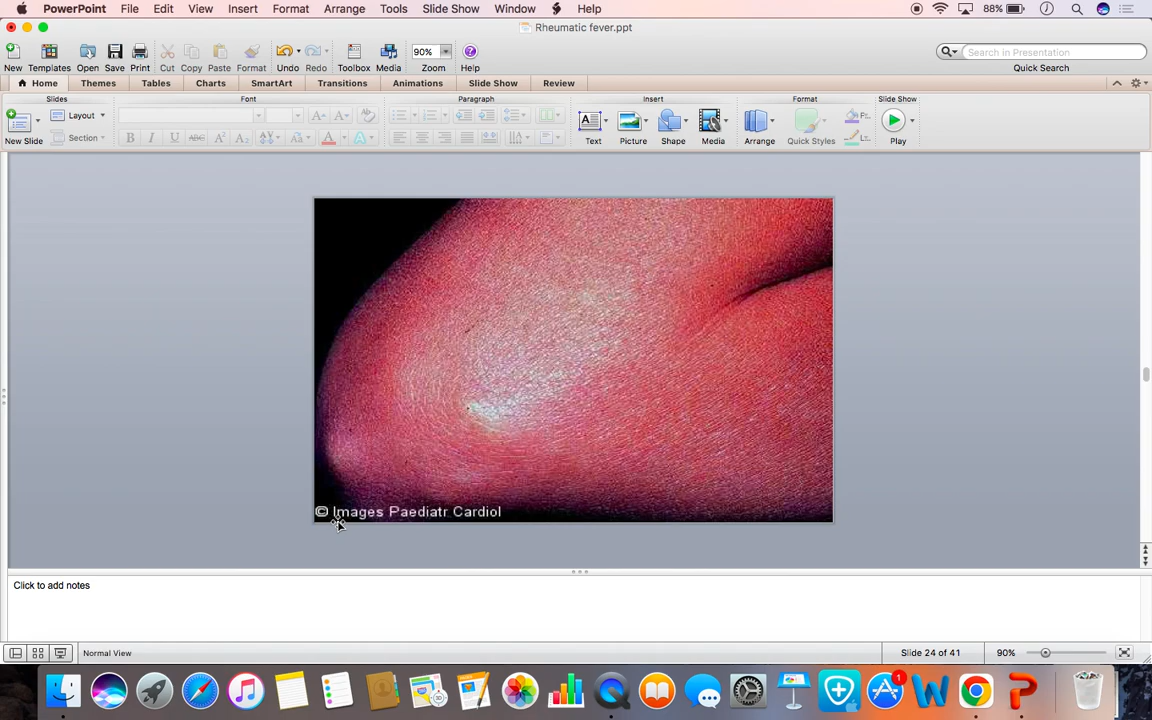 PowerPoint File Edit View Insert Format Arrange Tools Slide Show Window Help 88%
Rheumatic fever.ppt
90% Search in Presentation
New Templates Open Save Print Cut Copy Paste Format Undo Redo Toolbox Media Zoom Help Quick Search
Home Themes Tables Charts SmartArt Transitions Animations Slide Show Review
Slides Font Paragraph Insert Format Slide Show
Layout
B I U ABC A² A₂
Section
New Slide Text Picture Shape Media Arrange Quick Styles Play
© Images Paediatr Cardiol
Click to add notes
Normal View Slide 24 of 41 90%
1